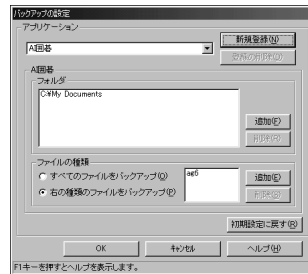 バックアップの設定
アプリケーション
AI囲碁
新規登録(N)
登録の削除(D)
AI囲碁
フォルダ
C:¥My Documents
追加(F)
削除(R)
ファイルの種類
すべてのファイルをバックアップ(O)
右の種類のファイルをバックアップ(P)
ag6
追加(E)
初期設定に戻す(R)
OK
キャンセル
ヘルプ(H)
F1キーを押すとヘルプを表示します。